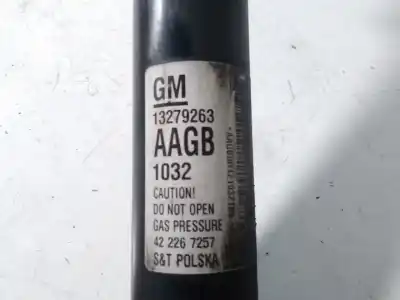 GM
13279263
AAGB
1032
CAUTION!
DO NOT OPEN
GAS PRESSURE
42 226 7257
S&T POLSKA